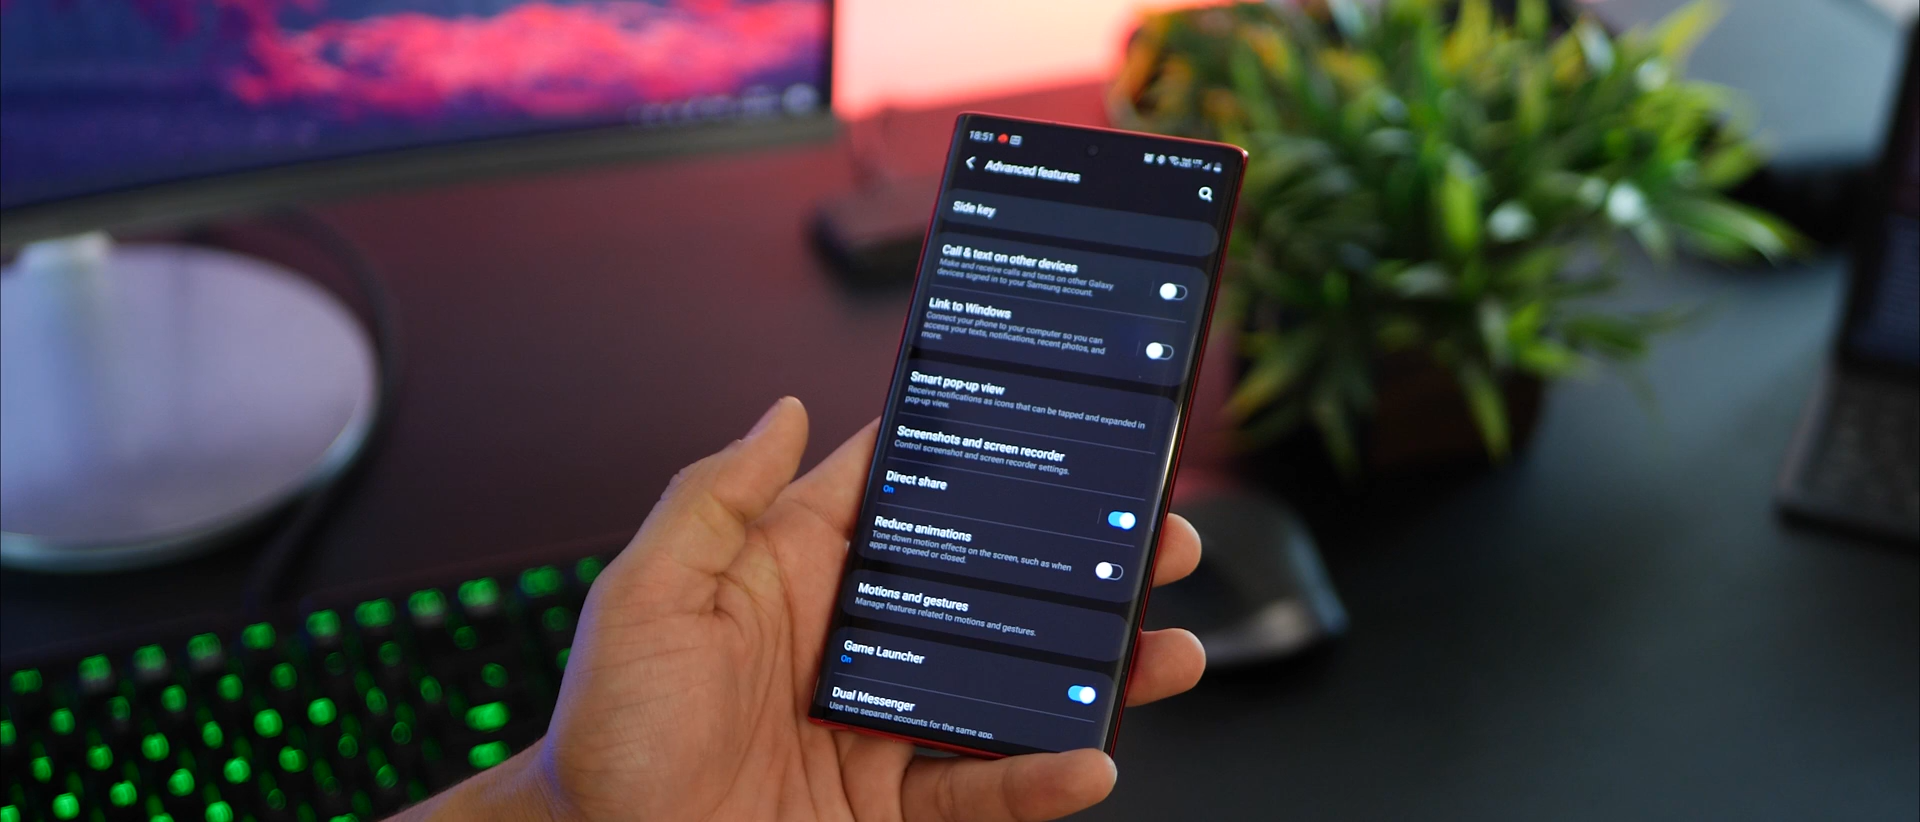 18:51
Advanced features
Side key
Call & text on other devices
Make and receive calls and texts on other Galaxy
devices signed in to your Samsung account.
Link to Windows
Connect your phone to your computer so you can
access your texts, notifications, recent photos, and
more.
Smart pop-up view
Receive notifications as icons that can be tapped and expanded in
pop-up view.
Screenshots and screen recorder
Control screenshot and screen recorder settings.
Direct share
On
Reduce animations
Tone down motion effects on the screen, such as when
apps are opened or closed.
Motions and gestures
Manage features related to motions and gestures.
Game Launcher
On
Dual Messenger
Use two separate accounts for the same app.